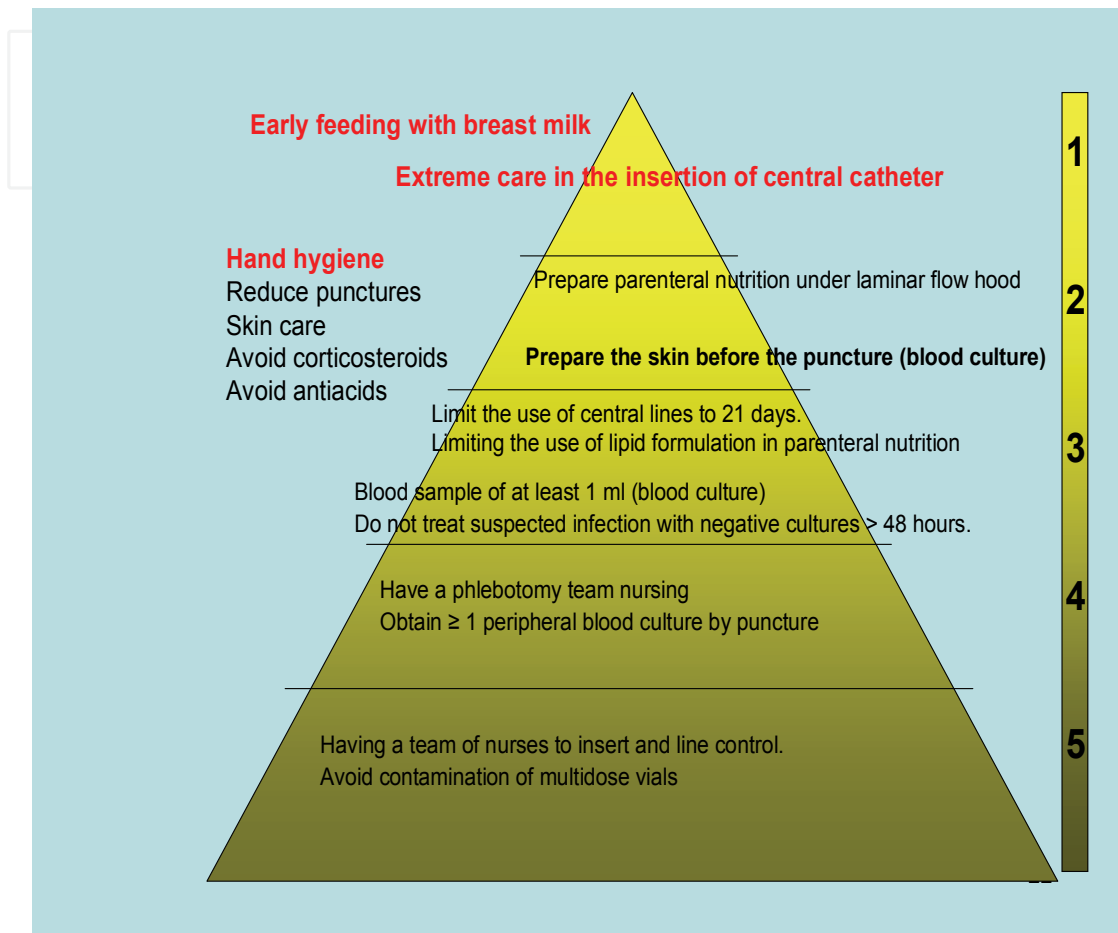 Early feeding with breast milk
Extreme care in the insertion of central catheter
1
Hand hygiene
Reduce punctures
Skin care
Avoid corticosteroids
Avoid antiacids
Prepare parenteral nutrition under laminar flow hood
2
Prepare the skin before the puncture (blood culture)
Limit the use of central lines to 21 days.
Limiting the use of lipid formulation in parenteral nutrition
3
Blood sample of at least 1 ml (blood culture)
Do not treat suspected infection with negative cultures > 48 hours.
Have a phlebotomy team nursing
4
Obtain ≥ 1 peripheral blood culture by puncture
Having a team of nurses to insert and line control.
5
Avoid contamination of multidose vials